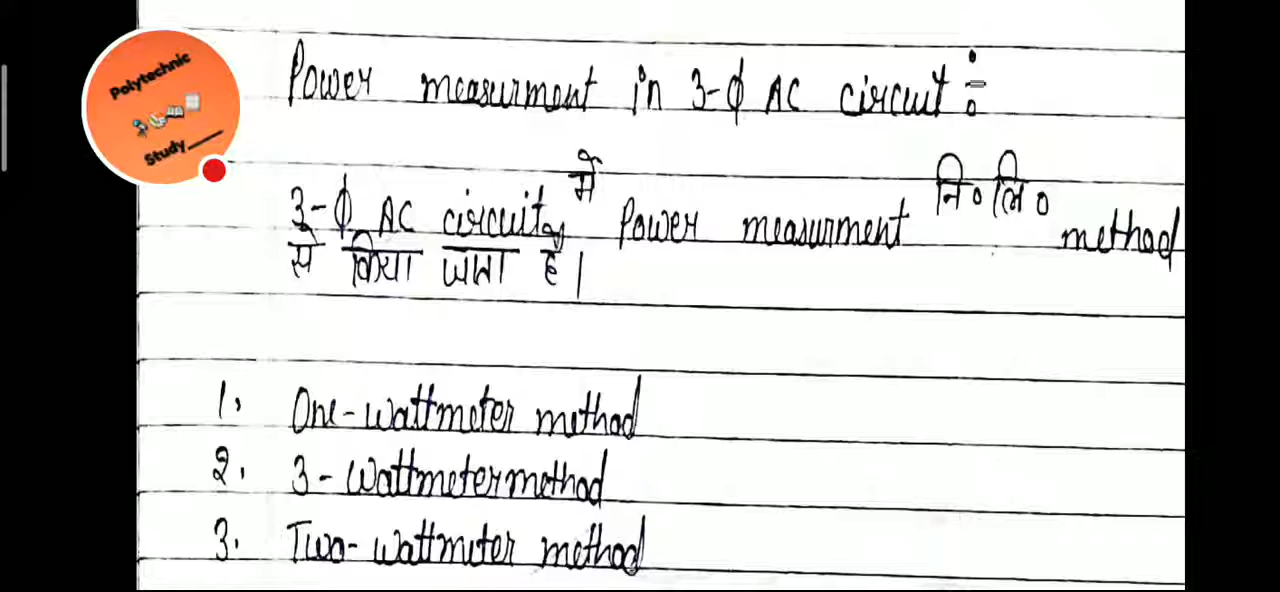 Polytechnic
Study
Power measurment in 3-ϕ AC circuit :-
3-ϕ AC circuit में Power measurment नि०लि० method
से किया जाता है।
1. One-wattmeter method
2. 3-wattmeter method
3. Two-wattmeter method